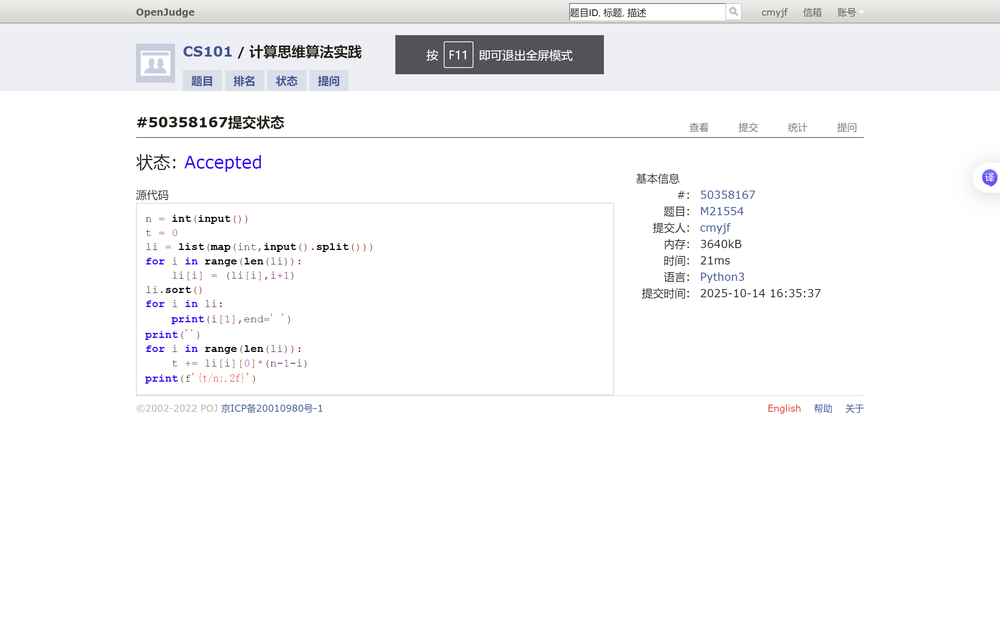 OpenJudge
题目ID, 标题, 描述
cmyjf 信箱 账号
CS101 / 计算思维算法实践
按 F11 即可退出全屏模式
题目 排名 状态 提问
#50358167提交状态
查看 提交 统计 提问
状态: Accepted
译
源代码
n = int(input())
t = 0
li = list(map(int,input().split()))
for i in range(len(li)):
    li[i] = (li[i],i+1)
li.sort()
for i in li:
    print(i[1],end=' ')
print('')
for i in range(len(li)):
    t += li[i][0]*(n-1-i)
print(f'{t/n:.2f}')
基本信息
#: 50358167
题目: M21554
提交人: cmyjf
内存: 3640kB
时间: 21ms
语言: Python3
提交时间: 2025-10-14 16:35:37
©2002-2022 POJ 京ICP备20010980号-1
English 帮助 关于